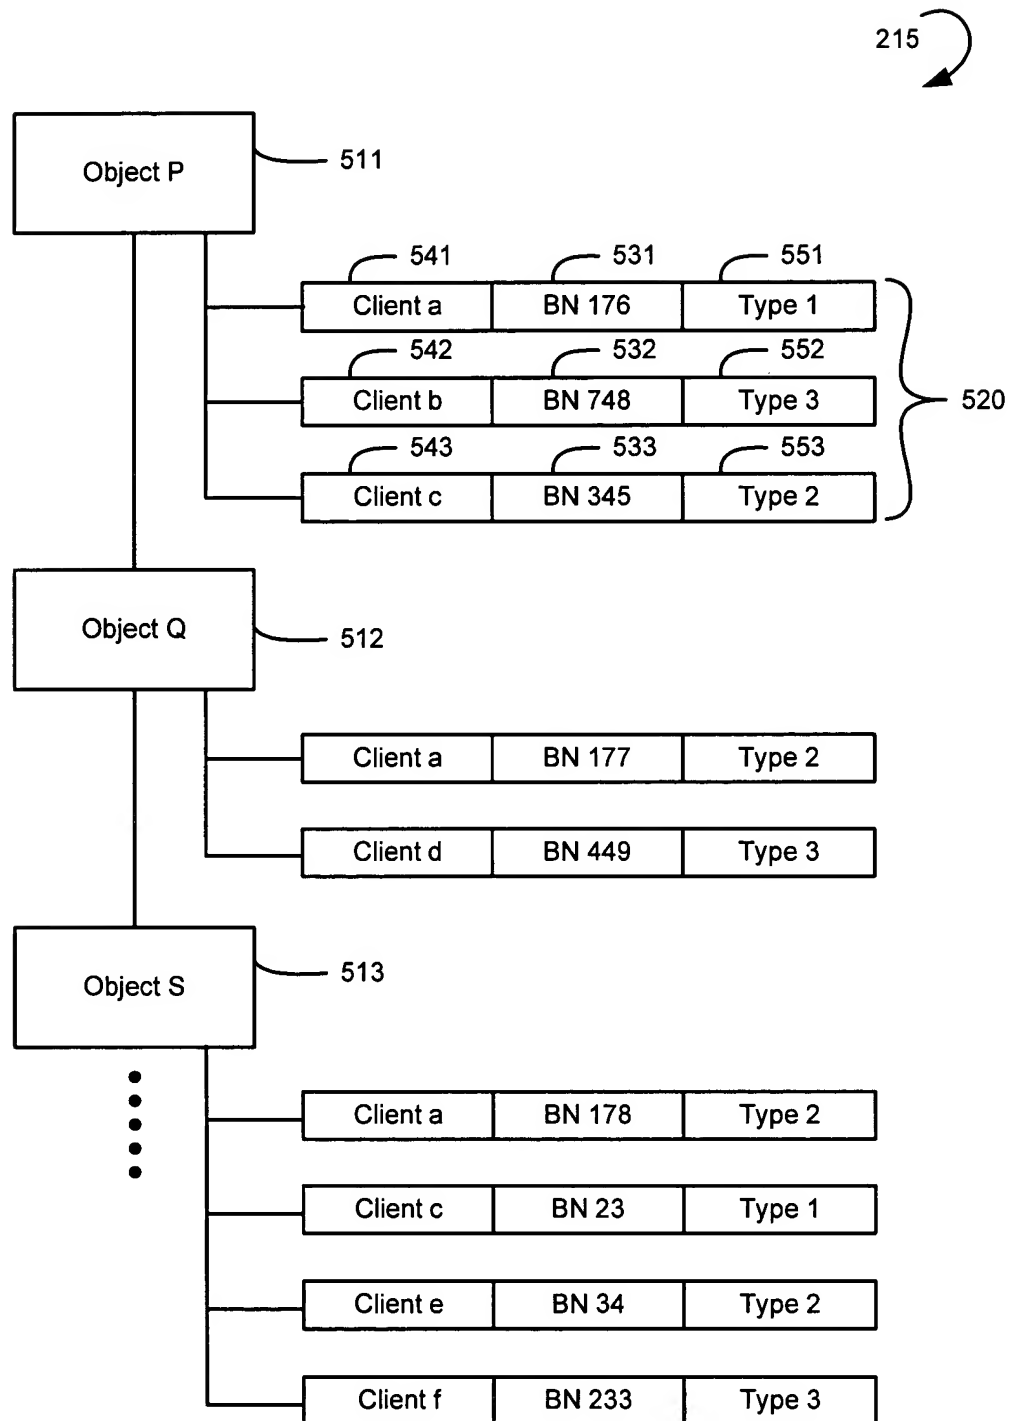 215
Object P
511
541 531 551
Client a BN 176 Type 1
542 532 552
Client b BN 748 Type 3
520
543 533 553
Client c BN 345 Type 2
Object Q
512
Client a BN 177 Type 2
Client d BN 449 Type 3
Object S
513
Client a BN 178 Type 2
Client c BN 23 Type 1
Client e BN 34 Type 2
Client f BN 233 Type 3